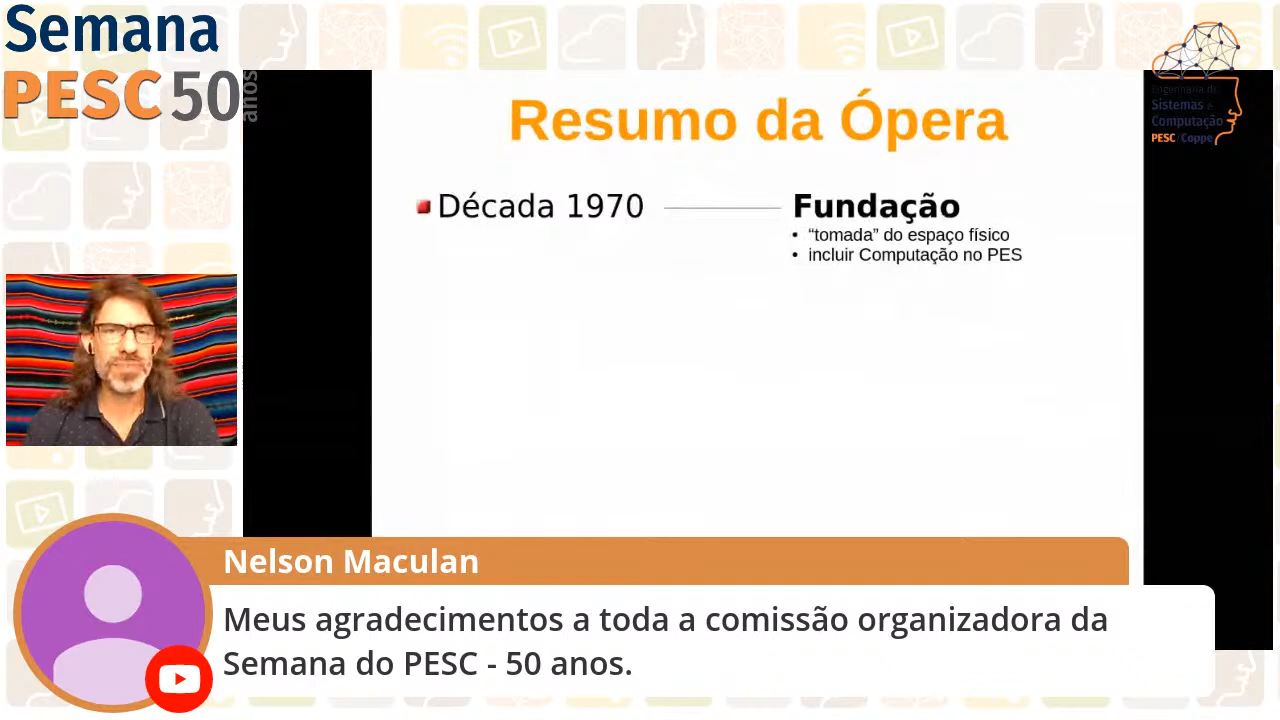 Semana
PESC 50 anos
Engenharia de
Sistemas e
Computação
PESC / Coppe
Resumo da Ópera
Década 1970
Fundação
• “tomada” do espaço físico
• incluir Computação no PES
Nelson Maculan
Meus agradecimentos a toda a comissão organizadora da
Semana do PESC - 50 anos.